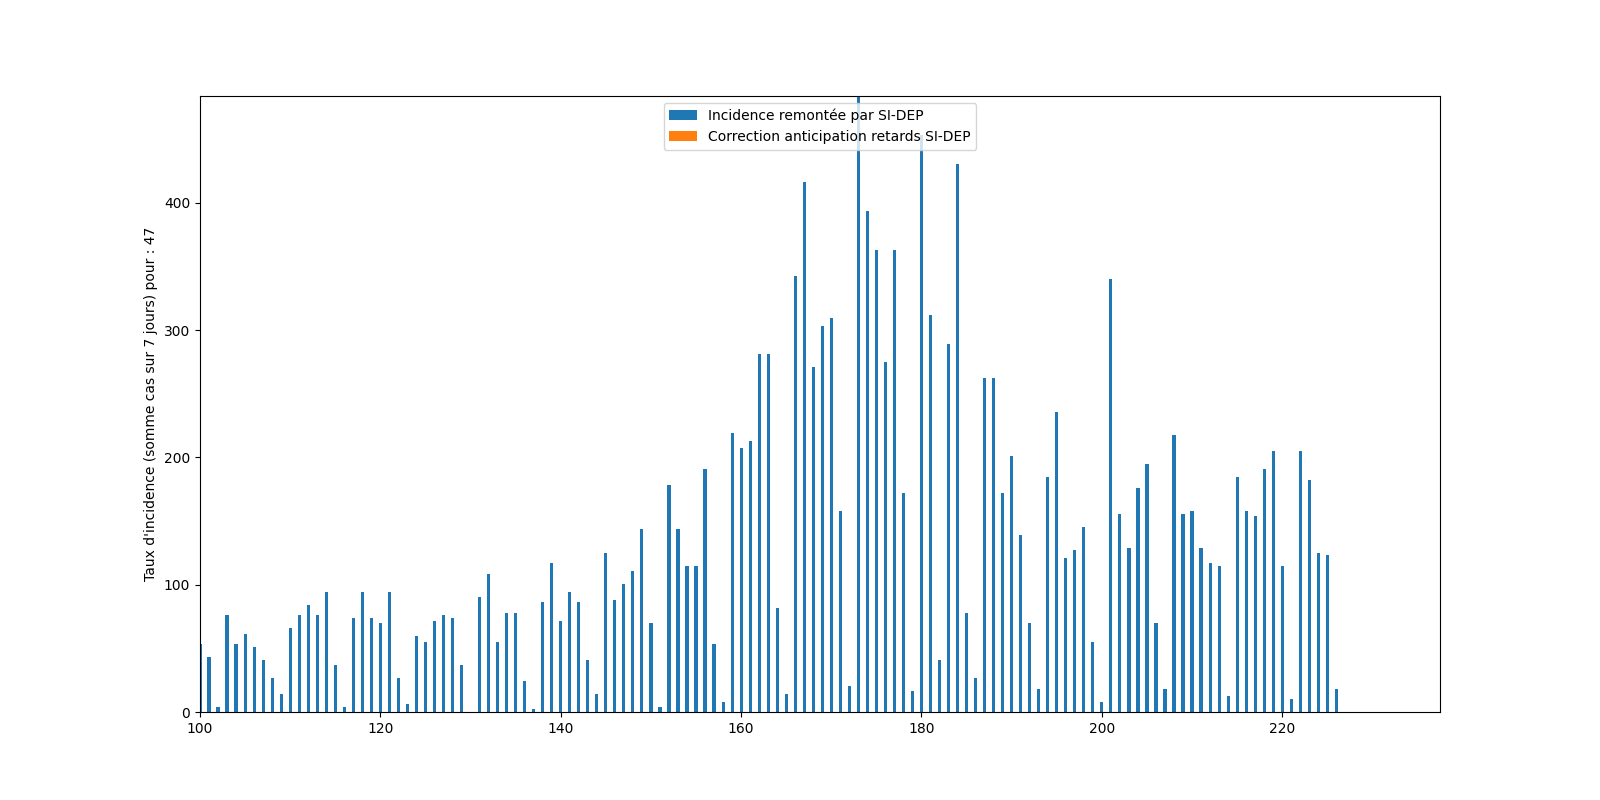 Incidence remontée par SI-DEP
Correction anticipation retards SI-DEP
Taux d'incidence (somme cas sur 7 jours) pour : 47
400
300
200
100
0
100 120 140 160 180 200 220